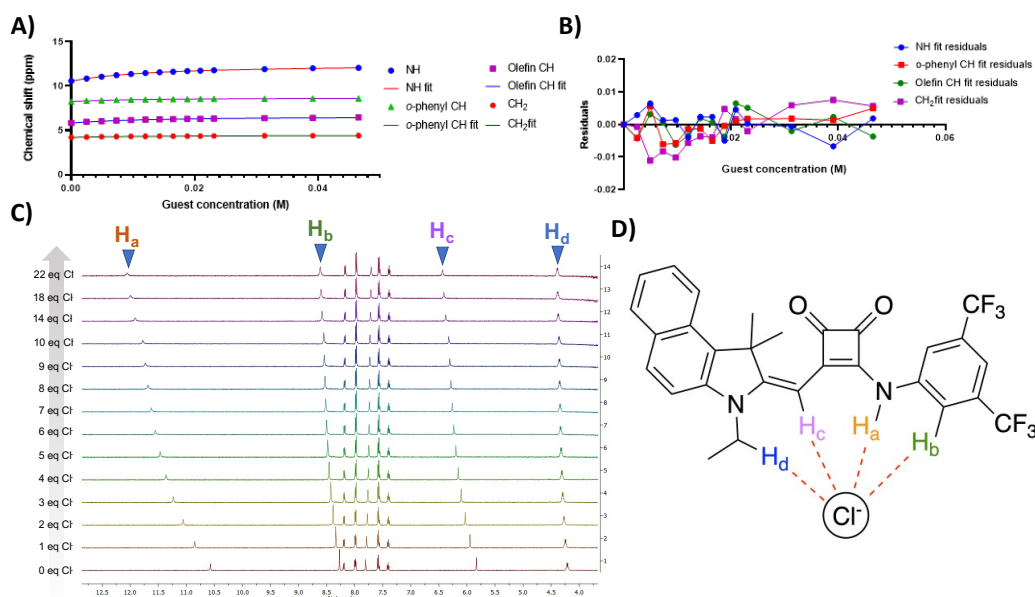 A)
15
10
5
0
0.00
0.02
0.04
Chemical shift (ppm)
Guest concentration (M)
NH
NH fit
o-phenyl CH
o-phenyl CH fit
Olefin CH
Olefin CH fit
CH2
CH2fit
B)
0.02
0.01
0.00
-0.01
-0.02
0.02
0.04
0.06
Residuals
Guest concentration (M)
NH fit residuals
o-phenyl CH fit residuals
Olefin CH fit residuals
CH2fit residuals
C)
Ha
Hb
Hc
Hd
22 eq Cl-
18 eq Cl-
14 eq Cl-
10 eq Cl-
9 eq Cl-
8 eq Cl-
7 eq Cl-
6 eq Cl-
5 eq Cl-
4 eq Cl-
3 eq Cl-
2 eq Cl-
1 eq Cl-
0 eq Cl-
14
13
12
9
8
7
4
2
1
12.5
12.0
11.5
11.0
10.5
10.0
9.5
9.0
8.5
8.0
7.5
7.0
6.5
6.0
5.5
5.0
4.5
4.0
D)
O
O
CF3
CF3
N
N
Hc
Ha
Hb
Hd
Cl-